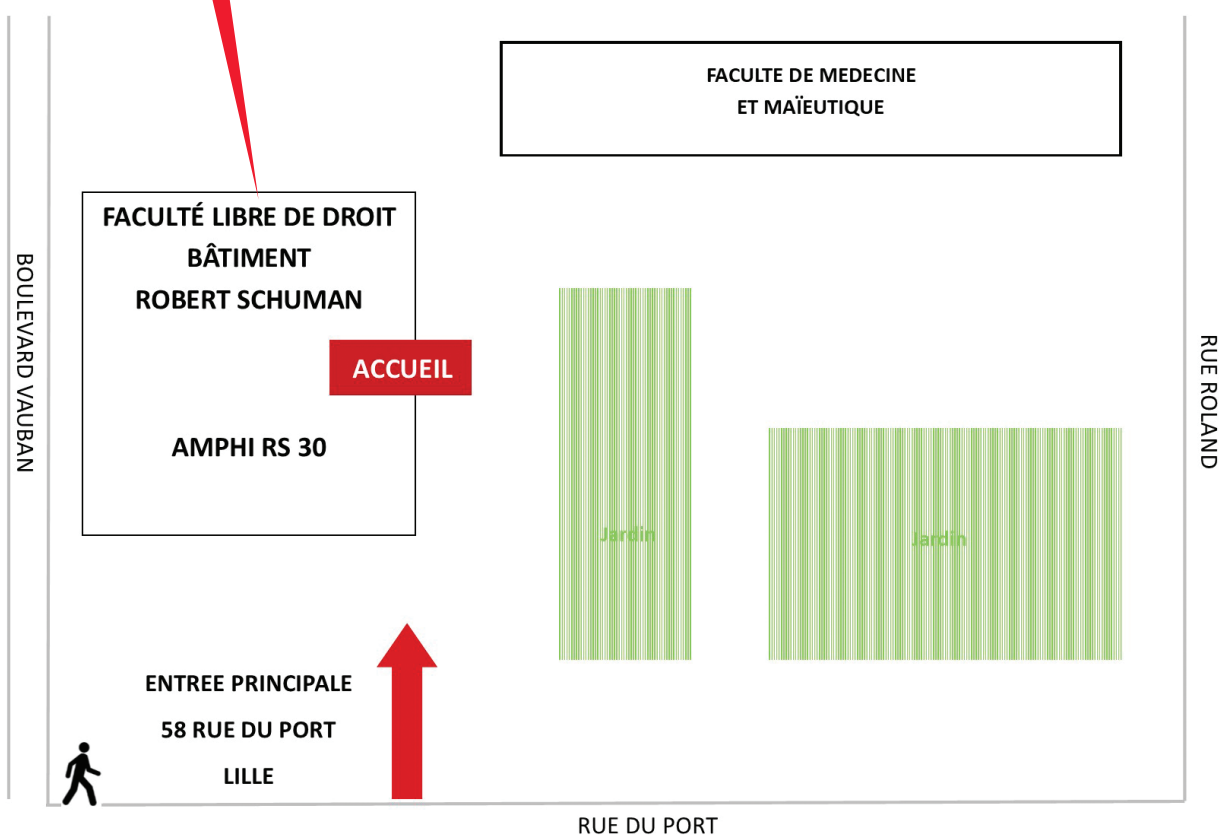 FACULTE DE MEDECINE
ET MAÏEUTIQUE
FACULTÉ LIBRE DE DROIT
BÂTIMENT
ROBERT SCHUMAN
ACCUEIL
AMPHI RS 30
BOULEVARD VAUBAN
RUE ROLAND
Jardin
Jardin
ENTREE PRINCIPALE
58 RUE DU PORT
LILLE
RUE DU PORT